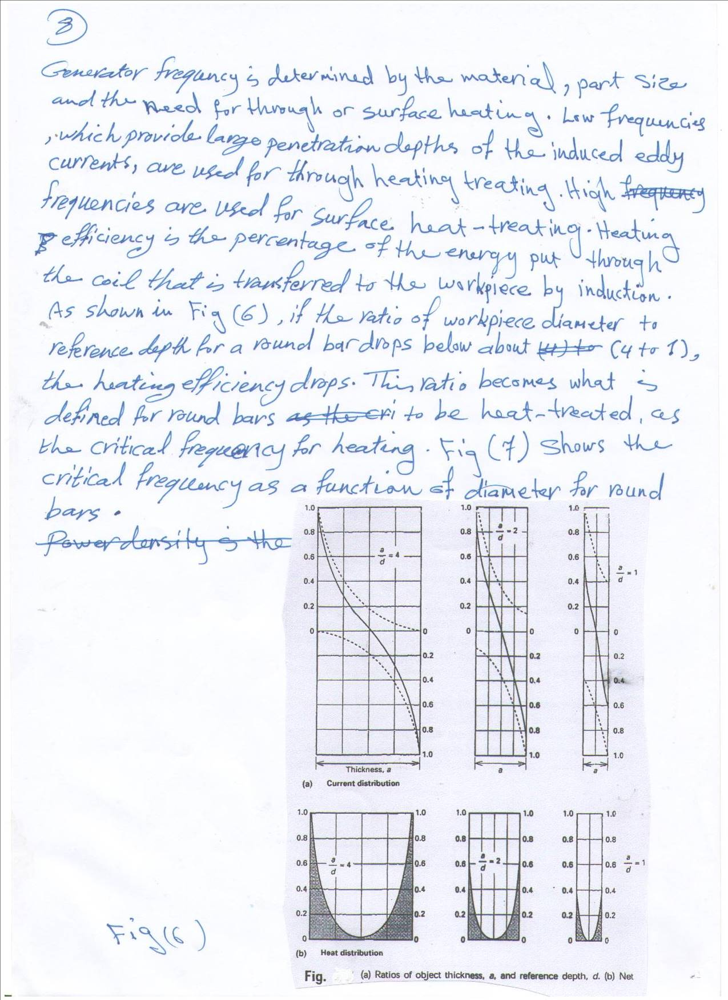 8
Generator frequency is determined by the material, part size
and the need for through or surface heating. Low frequencies
, which provide large penetration depths of the induced eddy
currents, are used for through heating treating. High frequency
frequencies are used for surface heat-treating. Heating
efficiency is the percentage of the energy put through
the coil that is transferred to the workpiece by induction.
As shown in Fig (6), if the ratio of workpiece diameter to
reference depth for a round bar drops below about (4) to (4 to 1),
the heating efficiency drops. This ratio becomes what is
defined for round bars as the cri to be heat-treated, as
the critical frequency for heating. Fig (7) shows the
critical frequency as a function of diameter for round
bars.
Power density is the
1.0 1.0 1.0
0.8 0.8 a/d = 2 0.8
0.6 a/d = 4 0.6 0.6
0.4 0.4 0.4 a/d = 1
0.2 0.2 0.2
0 0 0 0 0 0
0.2 0.2 0.2
0.4 0.4 0.4
0.6 0.6 0.6
0.8 0.8 0.8
1.0 1.0 1.0
Thickness, a a a
(a) Current distribution
1.0 1.0 1.0 1.0 1.0 1.0
0.8 0.8 0.8 0.8 0.8 0.8
0.6 a/d = 4 0.6 0.6 a/d = 2 0.6 0.6 0.6 a/d = 1
0.4 0.4 0.4 0.4 0.4 0.4
0.2 0.2 0.2 0.2 0.2 0.2
0 0 0 0 0 0
(b) Heat distribution
Fig (6)
Fig. (a) Ratios of object thickness, a, and reference depth, d. (b) Net